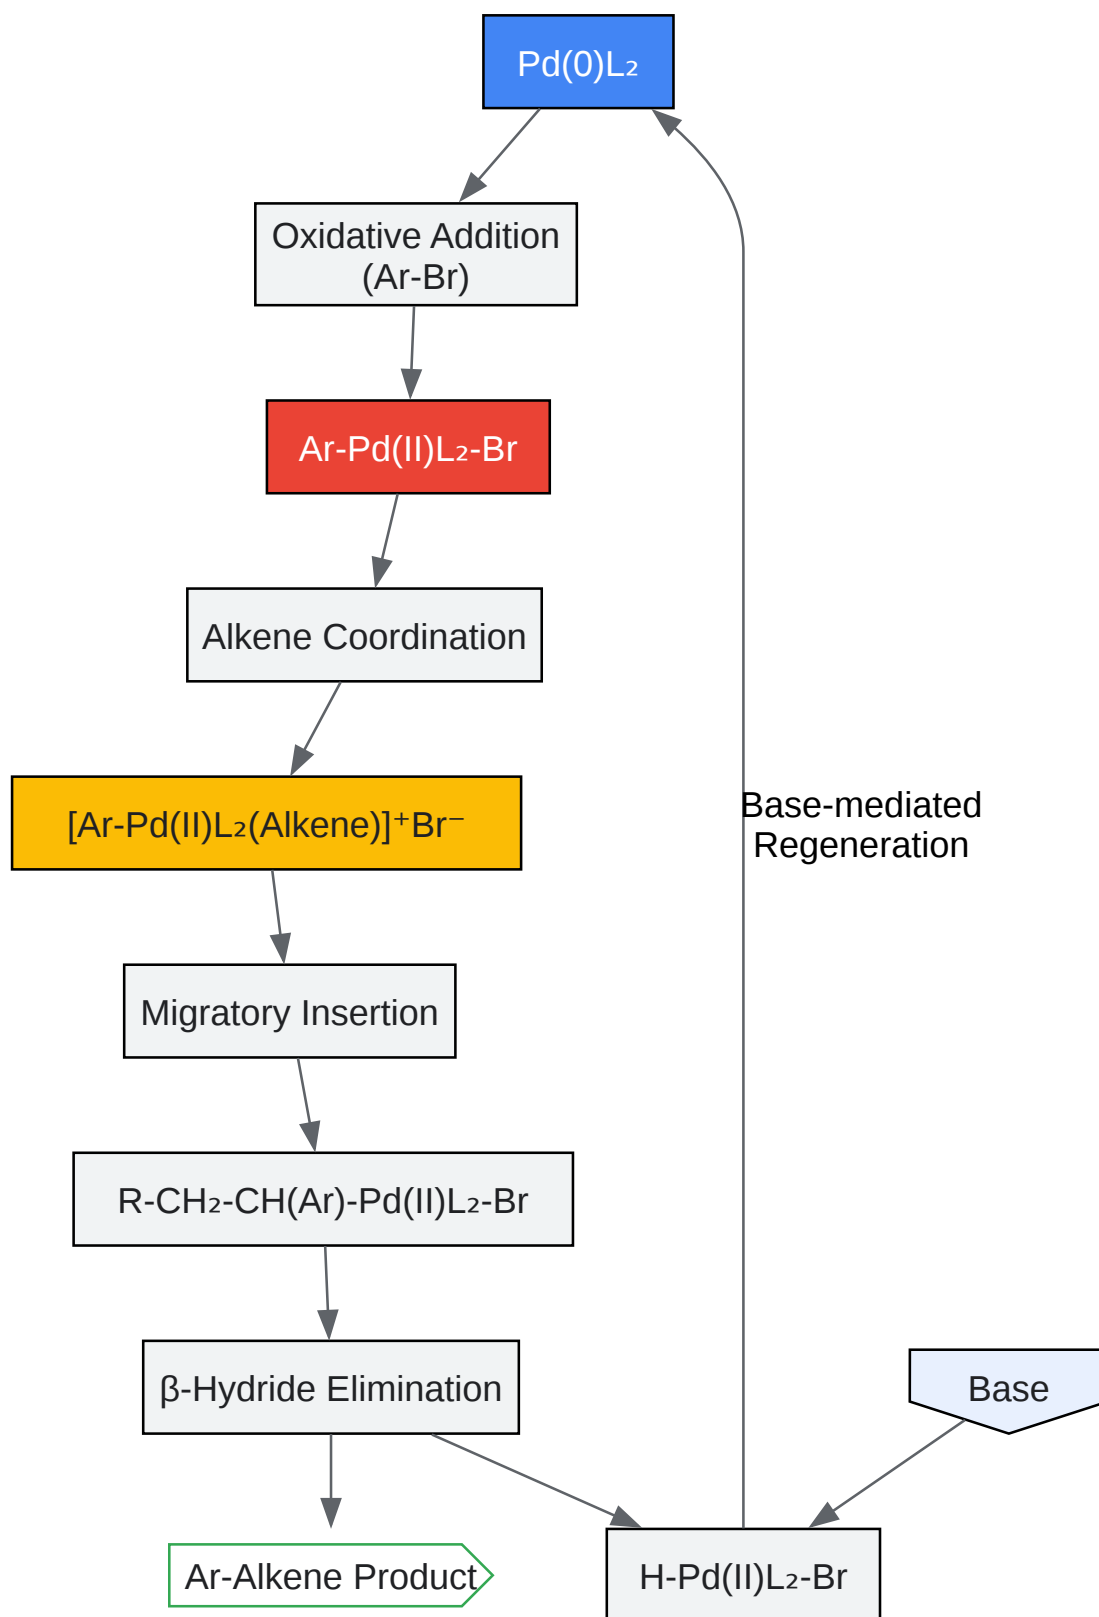 Pd(0)L₂
Oxidative Addition
(Ar-Br)
Ar-Pd(II)L₂-Br
Alkene Coordination
[Ar-Pd(II)L₂(Alkene)]⁺Br⁻
Base-mediated
Regeneration
Migratory Insertion
R-CH₂-CH(Ar)-Pd(II)L₂-Br
β-Hydride Elimination
Base
Ar-Alkene Product
H-Pd(II)L₂-Br